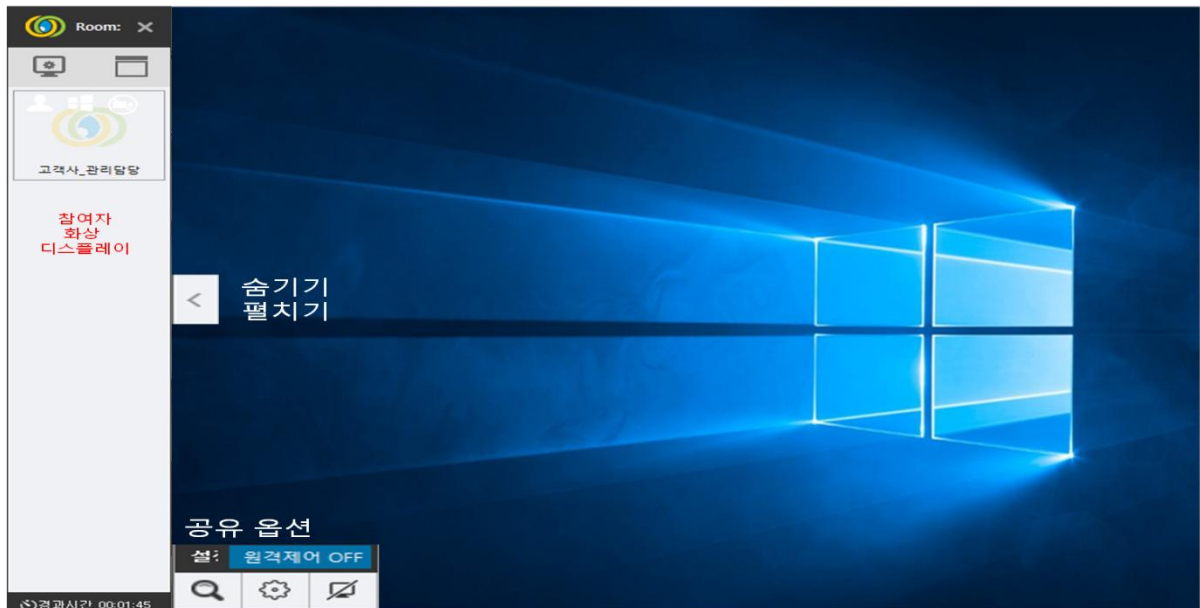 Room:
고객사_관리담당
참여자
화상
디스플레이
숨기기
펼치기
공유 옵션
원격제어 OFF
경과시간 00:01:45